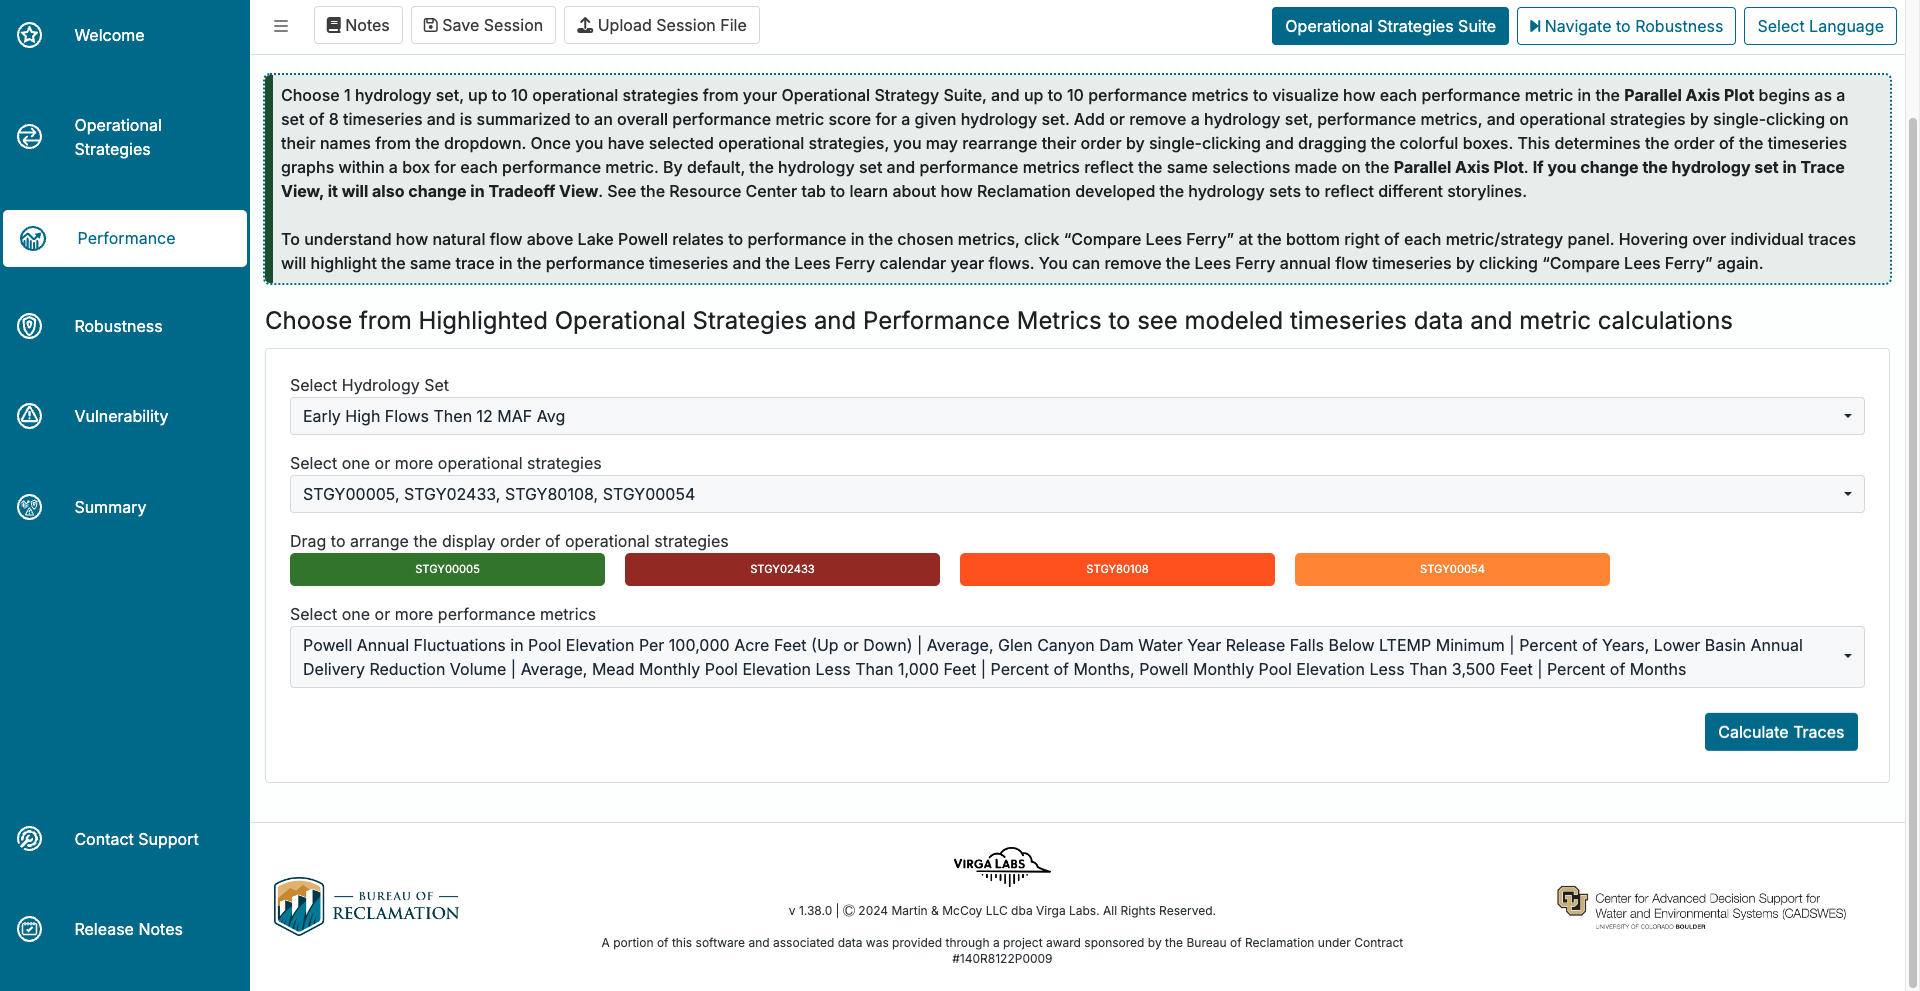 Welcome
Operational
Strategies
Performance
Robustness
Vulnerability
Summary
Contact Support
Release Notes
Notes
Save Session
Upload Session File
Operational Strategies Suite
Navigate to Robustness
Select Language
Choose 1 hydrology set, up to 10 operational strategies from your Operational Strategy Suite, and up to 10 performance metrics to visualize how each performance metric in the Parallel Axis Plot begins as a
set of 8 timeseries and is summarized to an overall performance metric score for a given hydrology set. Add or remove a hydrology set, performance metrics, and operational strategies by single-clicking on
their names from the dropdown. Once you have selected operational strategies, you may rearrange their order by single-clicking and dragging the colorful boxes. This determines the order of the timeseries
graphs within a box for each performance metric. By default, the hydrology set and performance metrics reflect the same selections made on the Parallel Axis Plot. If you change the hydrology set in Trace
View, it will also change in Tradeoff View. See the Resource Center tab to learn about how Reclamation developed the hydrology sets to reflect different storylines.
To understand how natural flow above Lake Powell relates to performance in the chosen metrics, click “Compare Lees Ferry” at the bottom right of each metric/strategy panel. Hovering over individual traces
will highlight the same trace in the performance timeseries and the Lees Ferry calendar year flows. You can remove the Lees Ferry annual flow timeseries by clicking “Compare Lees Ferry” again.
Choose from Highlighted Operational Strategies and Performance Metrics to see modeled timeseries data and metric calculations
Select Hydrology Set
Early High Flows Then 12 MAF Avg
Select one or more operational strategies
STGY00005, STGY02433, STGY80108, STGY00054
Drag to arrange the display order of operational strategies
STGY00005
STGY02433
STGY80108
STGY00054
Select one or more performance metrics
Powell Annual Fluctuations in Pool Elevation Per 100,000 Acre Feet (Up or Down) | Average, Glen Canyon Dam Water Year Release Falls Below LTEMP Minimum | Percent of Years, Lower Basin Annual
Delivery Reduction Volume | Average, Mead Monthly Pool Elevation Less Than 1,000 Feet | Percent of Months, Powell Monthly Pool Elevation Less Than 3,500 Feet | Percent of Months
Calculate Traces
BUREAU OF
RECLAMATION
VIRGA LABS
v 1.38.0 | © 2024 Martin & McCoy LLC dba Virga Labs. All Rights Reserved.
A portion of this software and associated data was provided through a project award sponsored by the Bureau of Reclamation under Contract
#140R8122P0009
CU
Center for Advanced Decision Support for
Water and Environmental Systems (CADSWES)
UNIVERSITY OF COLORADO BOULDER